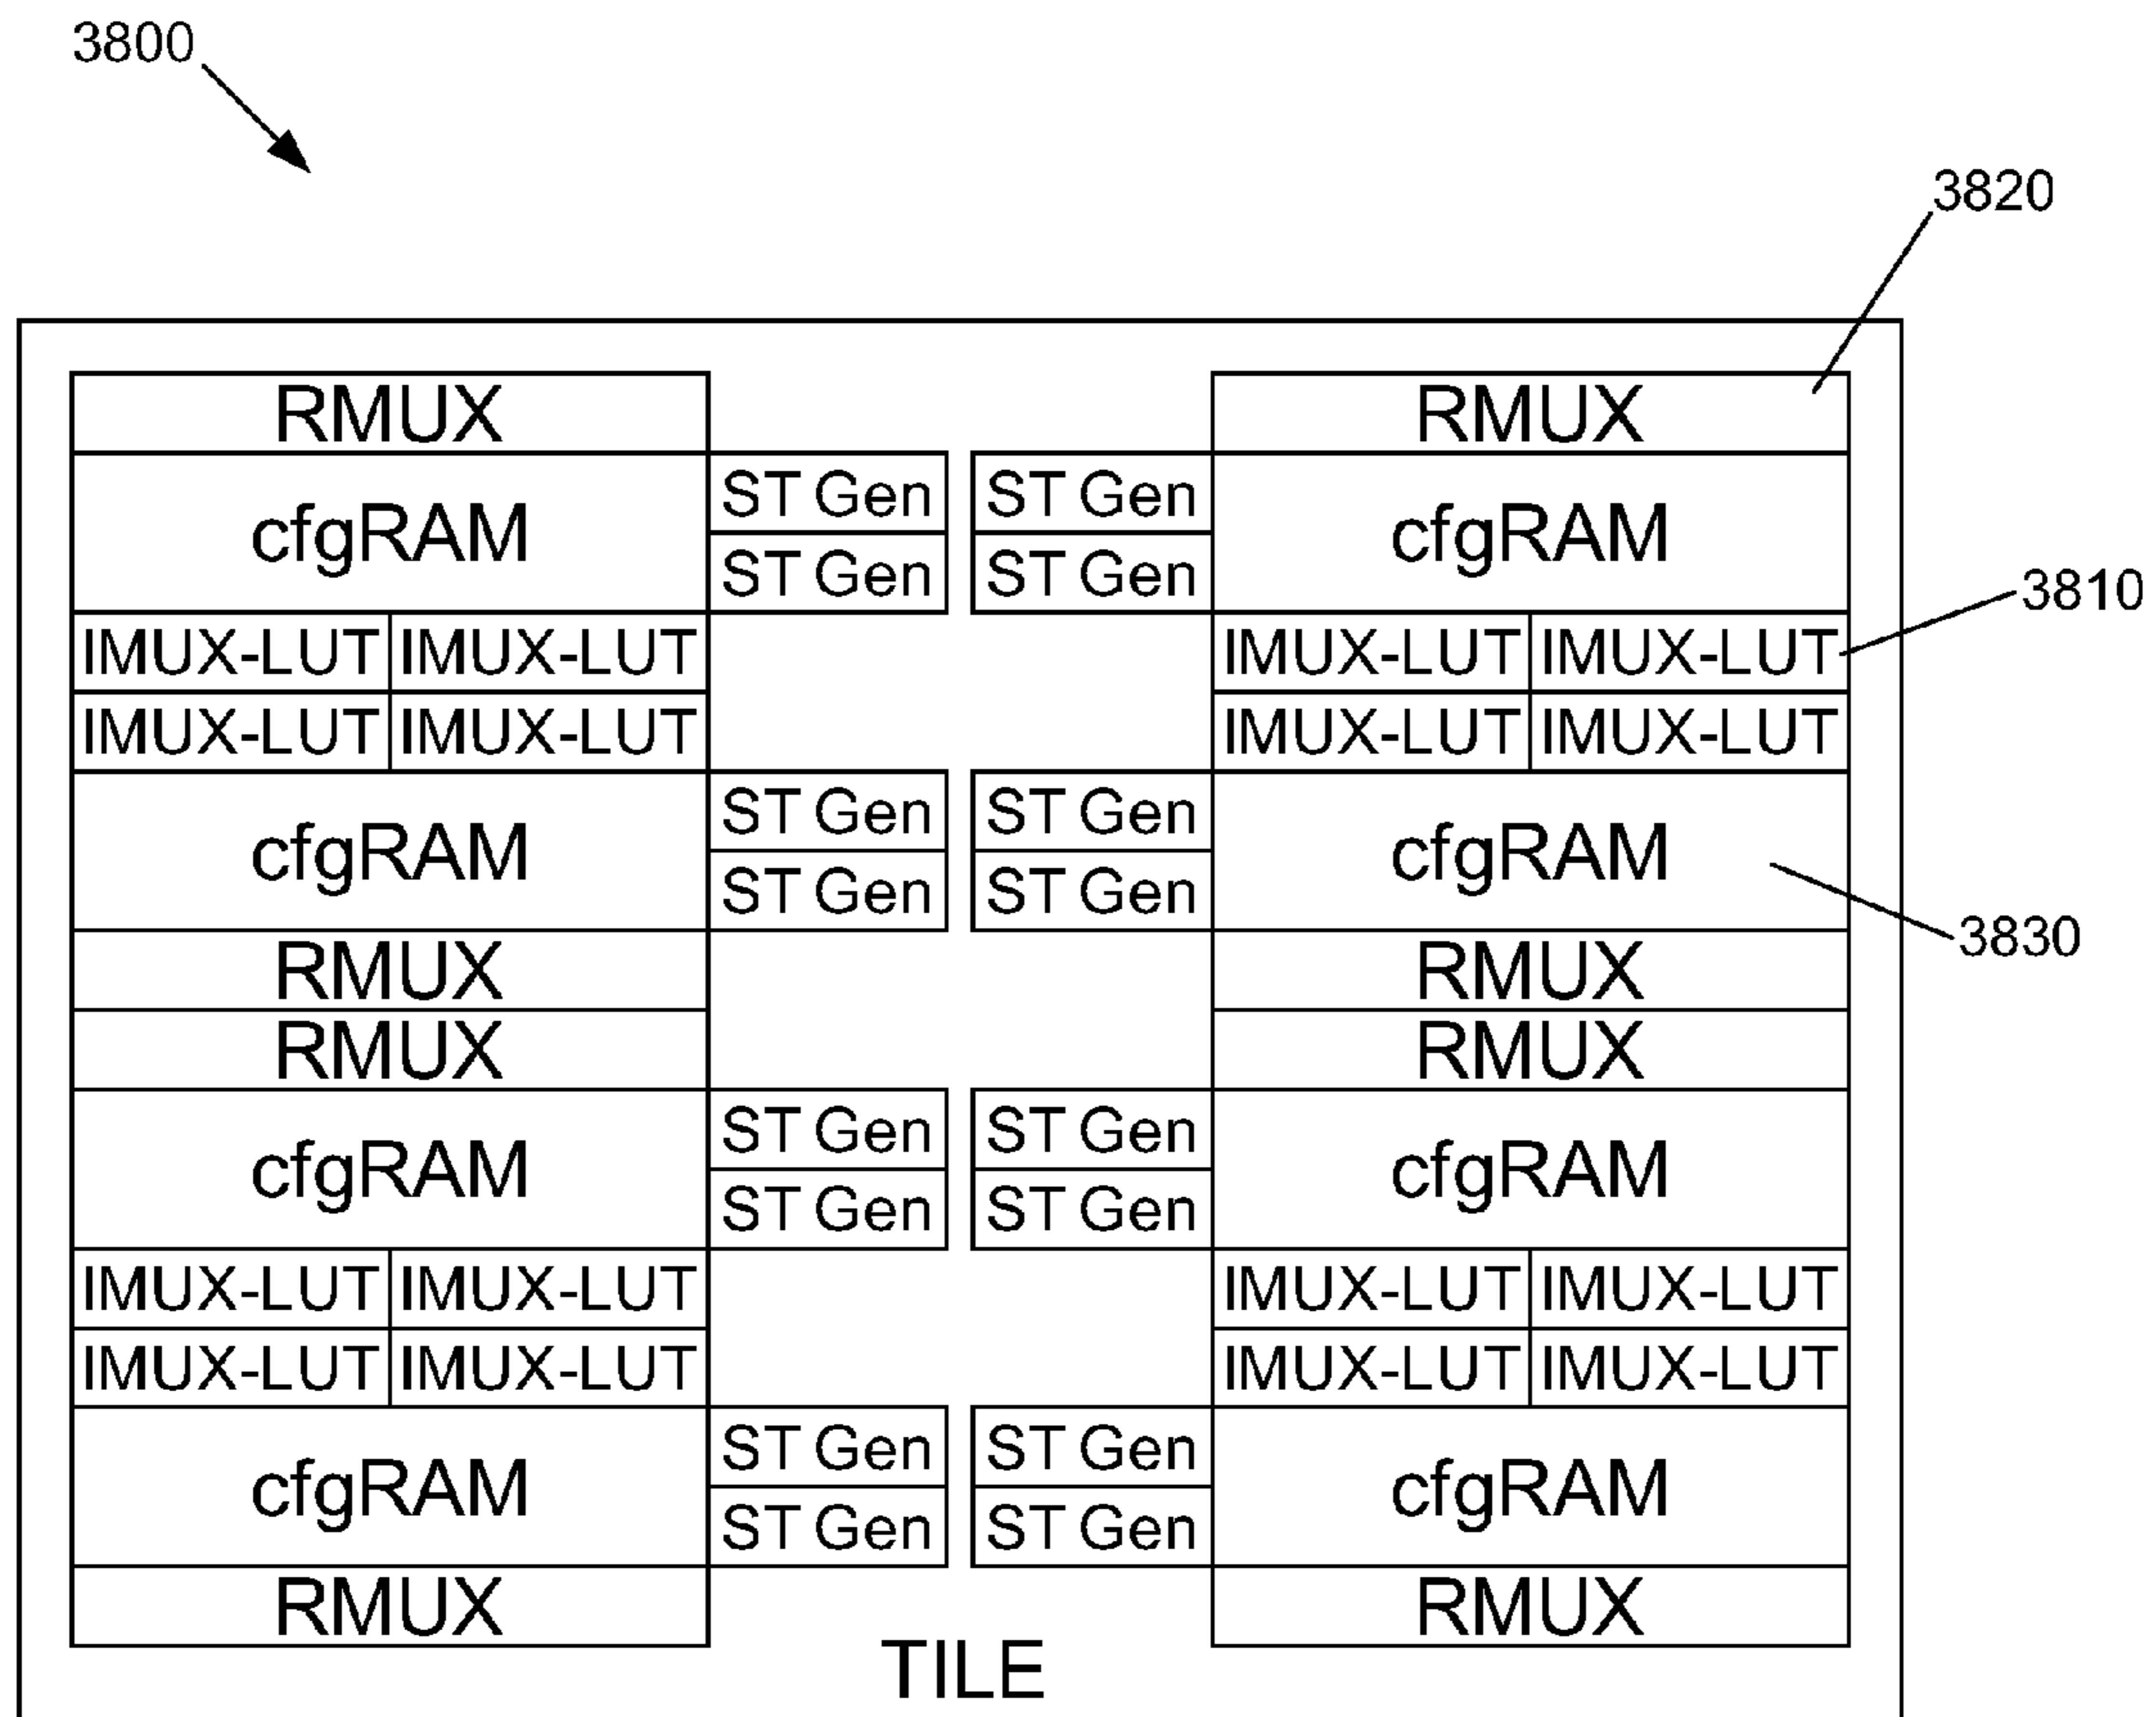 3800
3820
RMUX RMUX
ST Gen ST Gen
cfgRAM cfgRAM
ST Gen ST Gen
3810
IMUX-LUT IMUX-LUT IMUX-LUT IMUX-LUT
IMUX-LUT IMUX-LUT IMUX-LUT IMUX-LUT
ST Gen ST Gen
cfgRAM cfgRAM
ST Gen ST Gen
3830
RMUX RMUX
RMUX RMUX
ST Gen ST Gen
cfgRAM cfgRAM
ST Gen ST Gen
IMUX-LUT IMUX-LUT IMUX-LUT IMUX-LUT
IMUX-LUT IMUX-LUT IMUX-LUT IMUX-LUT
ST Gen ST Gen
cfgRAM cfgRAM
ST Gen ST Gen
RMUX RMUX
TILE